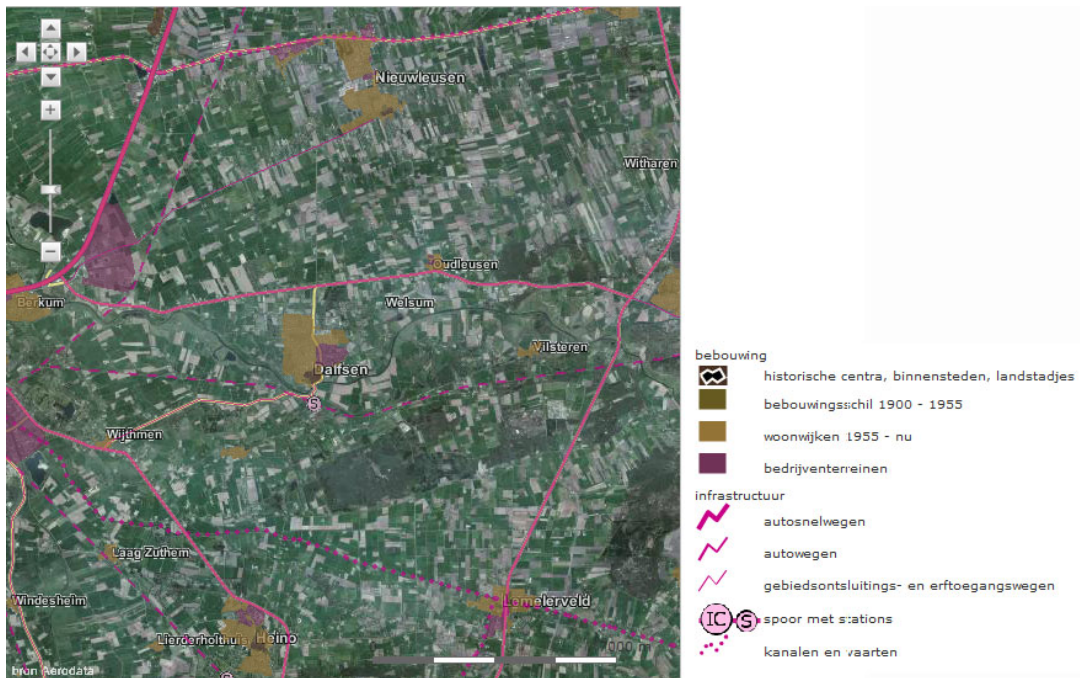 Nieuwleusen
Witharen
Oudleusen
Berkum
Welsum
Vilsteren
Dalfsen
S
Wijthmen
Laag Zuthem
Windesheim
Lemelerveld
Lierderholthuis
Heino
bron Aerodata
S
bebouwing
historische centra, binnensteden, landstadjes
bebouwingsschil 1900 - 1955
woonwijken 1955 - nu
bedrijventerreinen
infrastructuur
autosnelwegen
autowegen
gebiedsontsluitings- en erftoegangswegen
IC S spoor met stations
kanalen en vaarten